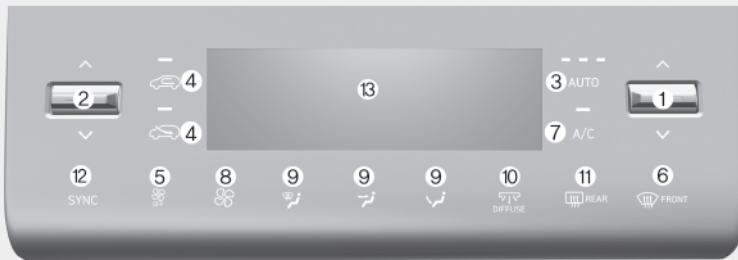 ④ ⑬ ③ AUTO
② ①
④ ⑦ A/C
⑫ ⑤ ⑧ ⑨ ⑨ ⑨ ⑩ ⑪ ⑥
SYNC OFF REAR FRONT
DIFFUSE